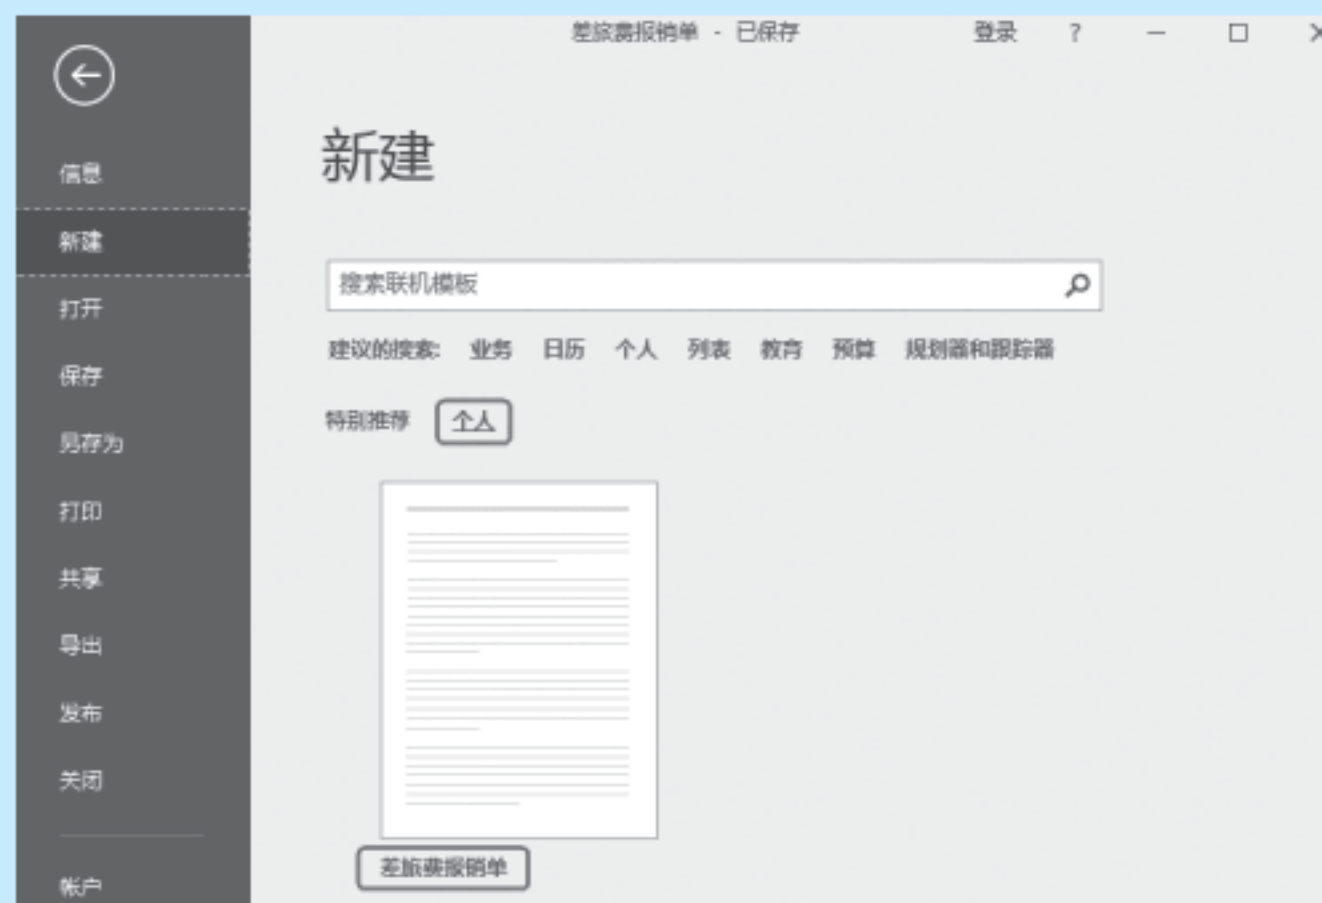 差旅费报销单 - 已保存 登录 ?
信息
新建
打开
保存
另存为
打印
共享
导出
发布
关闭
帐户
新建
搜索联机模板
建议的搜索: 业务 日历 个人 列表 教育 预算 规划器和跟踪器
特别推荐 个人
差旅费报销单